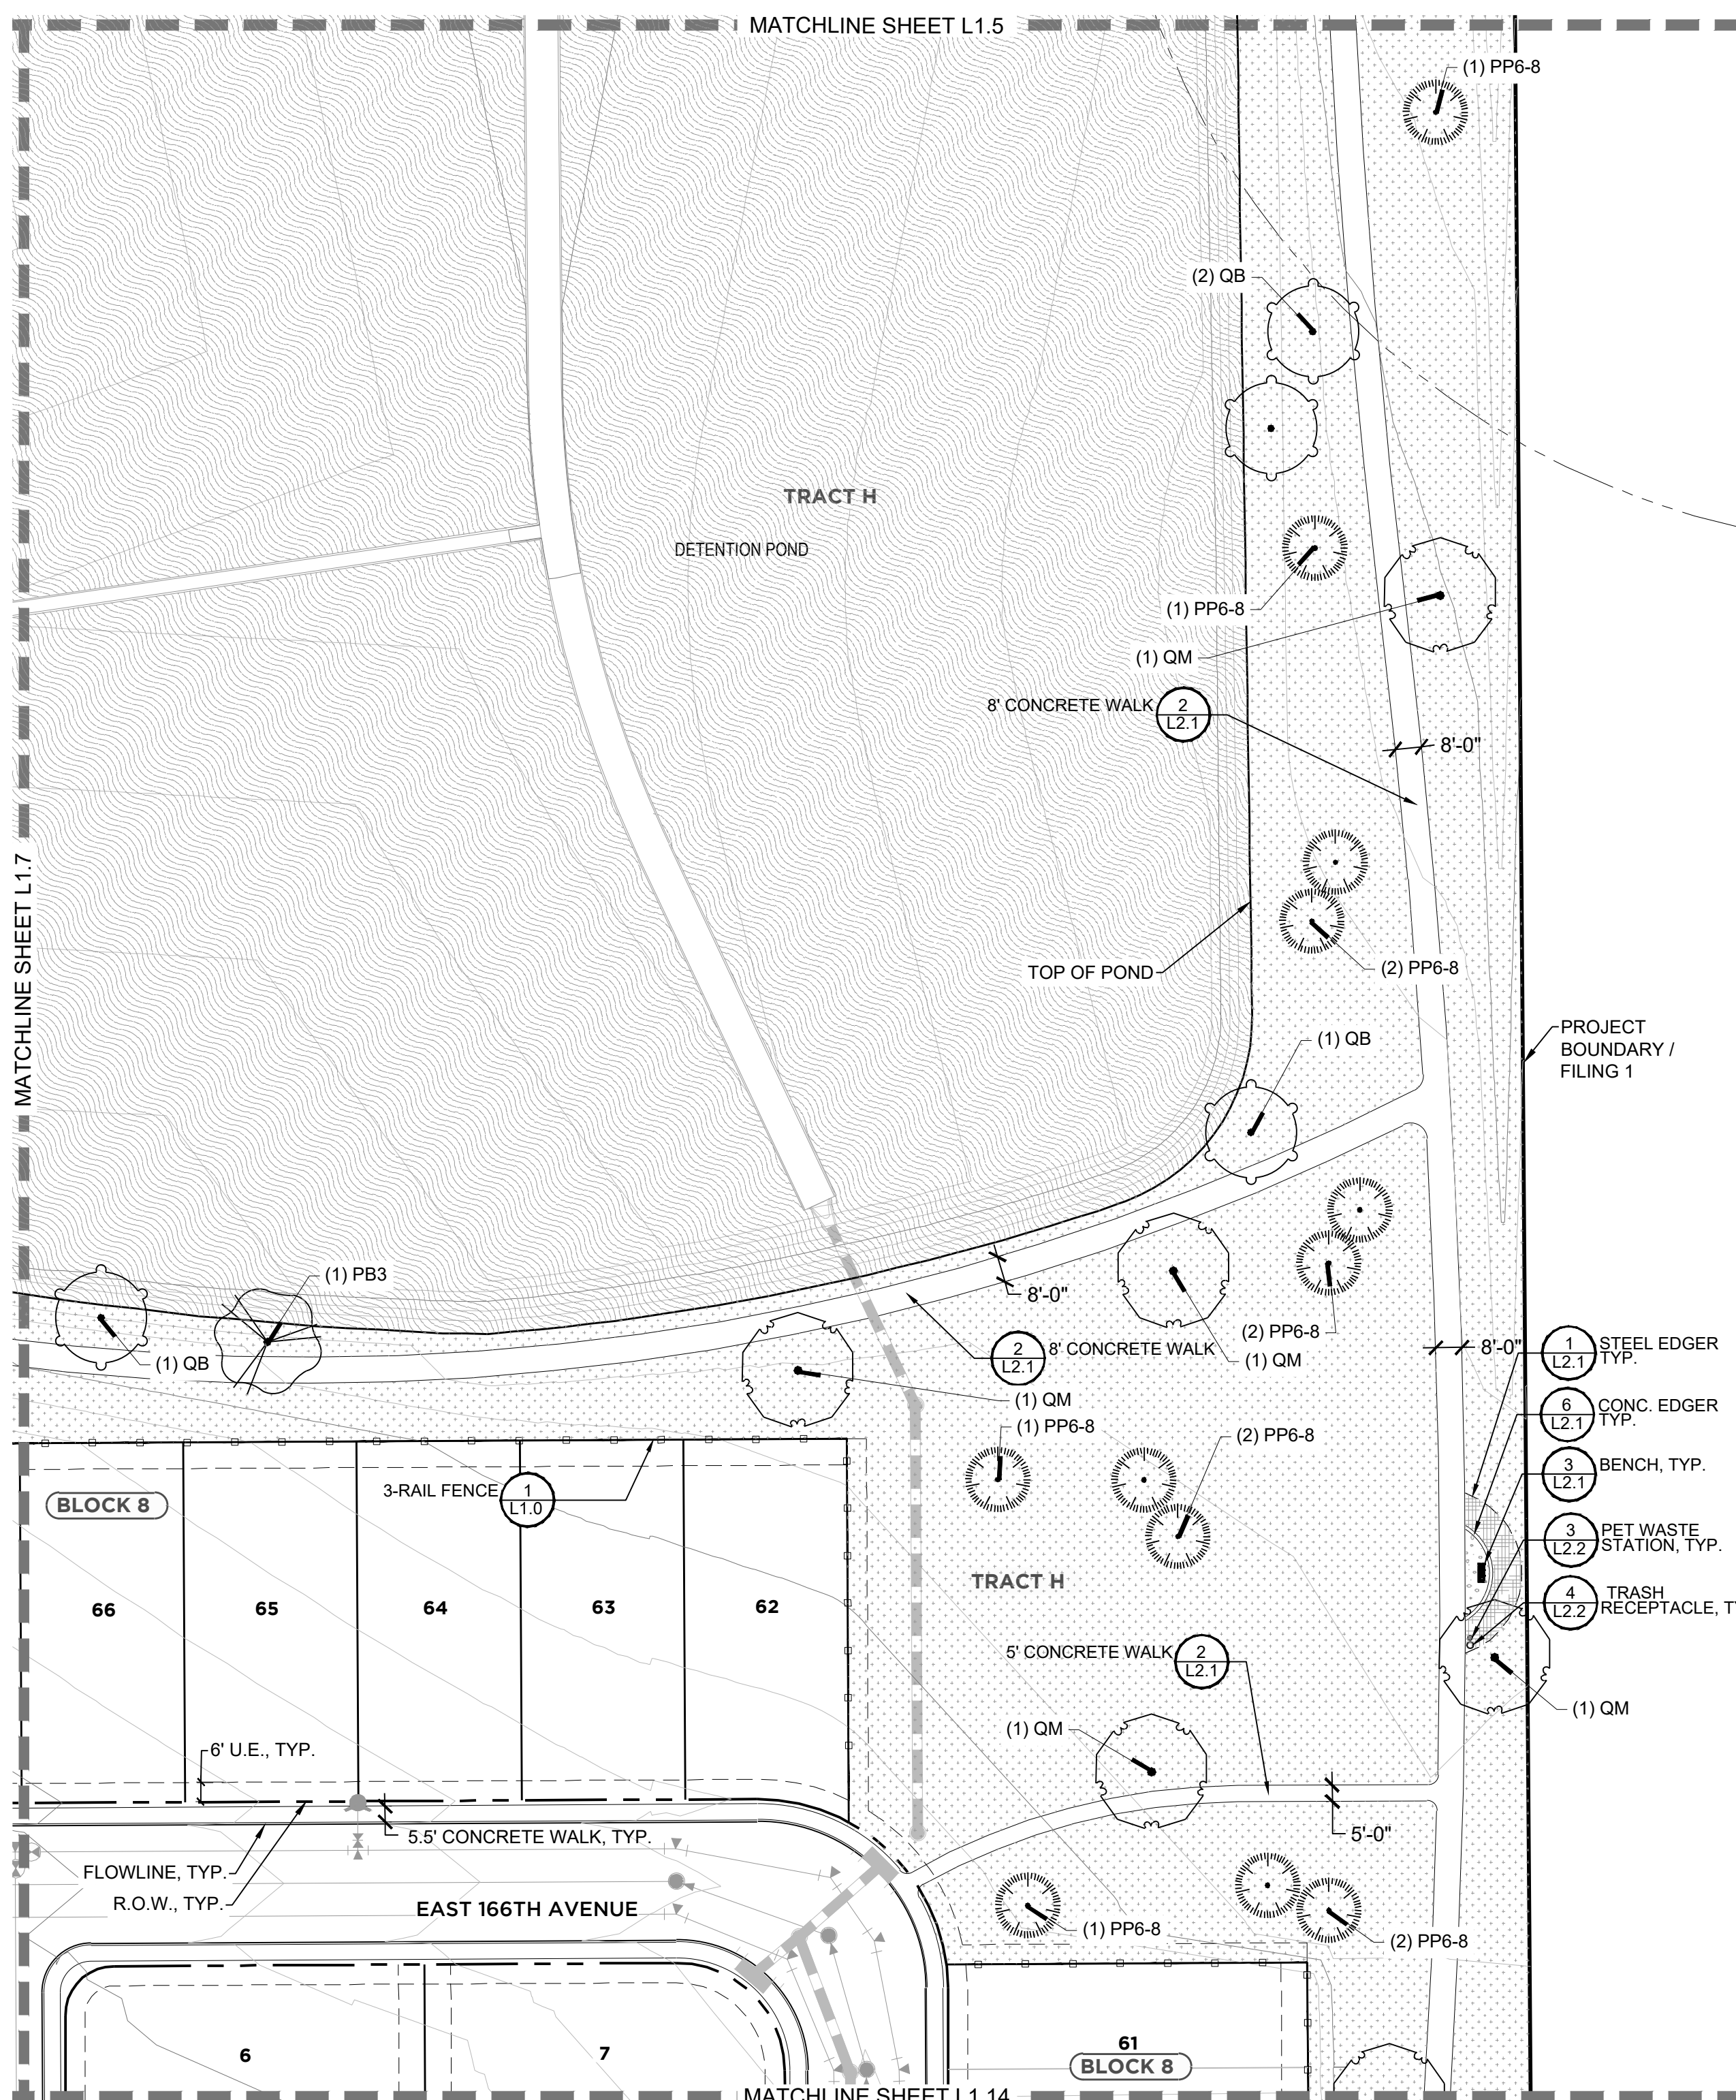 MATCHLINE SHEET L1.5
(1) PP6-8
(2) QB
TRACT H
DETENTION POND
(1) PP6-8
(1) QM
8' CONCRETE WALK
2
L2.1
8'-0"
MATCHLINE SHEET L1.7
TOP OF POND
(2) PP6-8
PROJECT
BOUNDARY /
FILING 1
(1) QB
(1) PB3
(1) QB
8'-0"
2
L2.1
8' CONCRETE WALK
(2) PP6-8
(1) QM
8'-0"
1
L2.1
STEEL EDGER
TYP.
(1) QM
6
L2.1
CONC. EDGER
TYP.
(1) PP6-8
(2) PP6-8
3
L2.1
BENCH, TYP.
3-RAIL FENCE
1
L1.0
BLOCK 8
3
L2.2
PET WASTE
STATION, TYP.
TRACT H
4
L2.2
TRASH
RECEPTACLE,
66
65
64
63
62
5' CONCRETE WALK
2
L2.1
(1) QM
(1) QM
6' U.E., TYP.
5.5' CONCRETE WALK, TYP.
5'-0"
FLOWLINE, TYP.
R.O.W., TYP.
EAST 166TH AVENUE
(1) PP6-8
(2) PP6-8
6
7
61
BLOCK 8
MATCHLINE SHEET L1.14